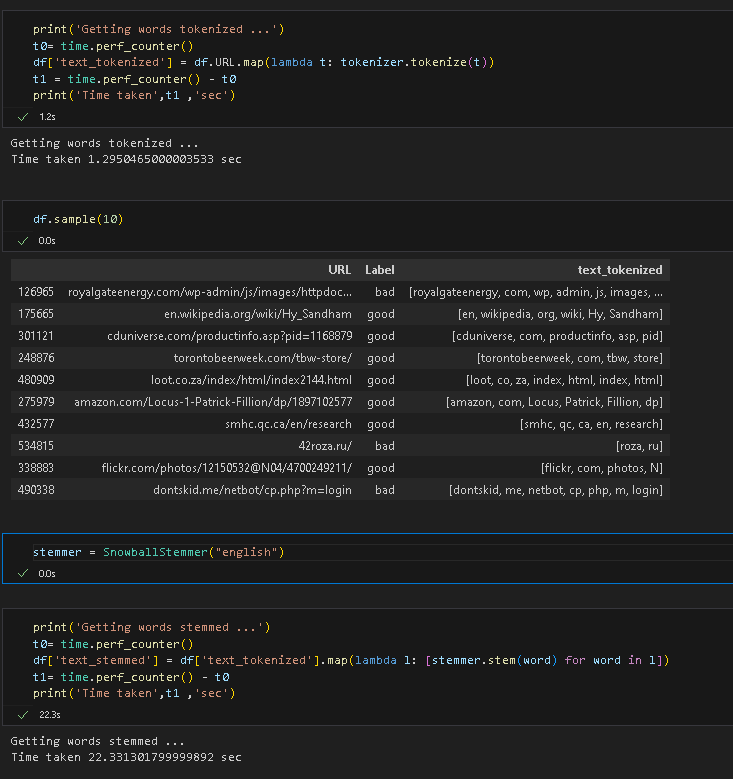 print('Getting words tokenized ...')
t0= time.perf_counter()
df['text_tokenized'] = df.URL.map(lambda t: tokenizer.tokenize(t))
t1 = time.perf_counter() - t0
print('Time taken',t1 ,'sec')
1.2s
Getting words tokenized ...
Time taken 1.2950465000003533 sec
df.sample(10)
0.0s
URL Label text_tokenized
126965 royalgateenergy.com/wp-admin/js/images/httpdoc... bad [royalgateenergy, com, wp, admin, js, images, ...
175665 en.wikipedia.org/wiki/Hy_Sandham good [en, wikipedia, org, wiki, Hy, Sandham]
301121 cduniverse.com/productinfo.asp?pid=1168879 good [cduniverse, com, productinfo, asp, pid]
248876 torontobeerweek.com/tbw-store/ good [torontobeerweek, com, tbw, store]
480909 loot.co.za/index/html/index2144.html good [loot, co, za, index, html, index, html]
275979 amazon.com/Locus-1-Patrick-Fillion/dp/1897102577 good [amazon, com, Locus, Patrick, Fillion, dp]
432577 smhc.qc.ca/en/research good [smhc, qc, ca, en, research]
534815 42roza.ru/ bad [roza, ru]
338883 flickr.com/photos/12150532@N04/4700249211/ good [flickr, com, photos, N]
490338 dontskid.me/netbot/cp.php?m=login bad [dontskid, me, netbot, cp, php, m, login]
stemmer = SnowballStemmer("english")
0.0s
print('Getting words stemmed ...')
t0= time.perf_counter()
df['text_stemmed'] = df['text_tokenized'].map(lambda l: [stemmer.stem(word) for word in l])
t1= time.perf_counter() - t0
print('Time taken',t1 ,'sec')
22.3s
Getting words stemmed ...
Time taken 22.331301799999892 sec